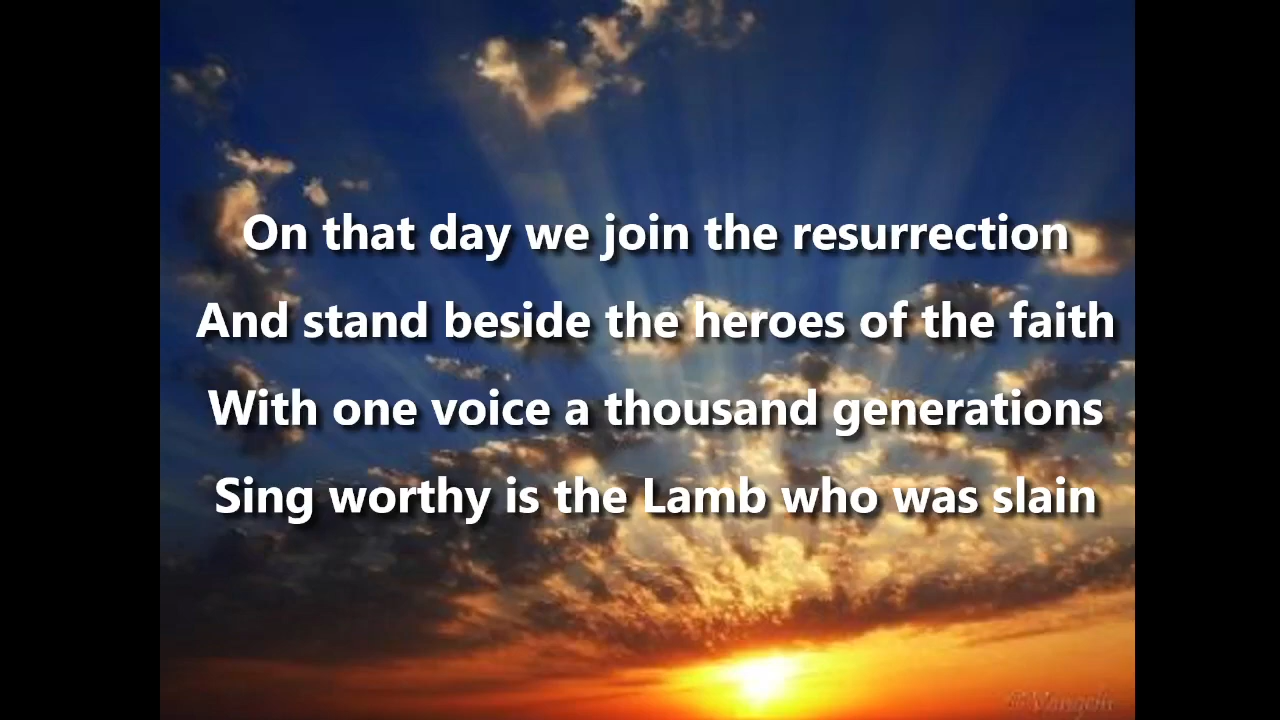 On that day we join the resurrection
And stand beside the heroes of the faith
With one voice a thousand generations
Sing worthy is the Lamb who was slain